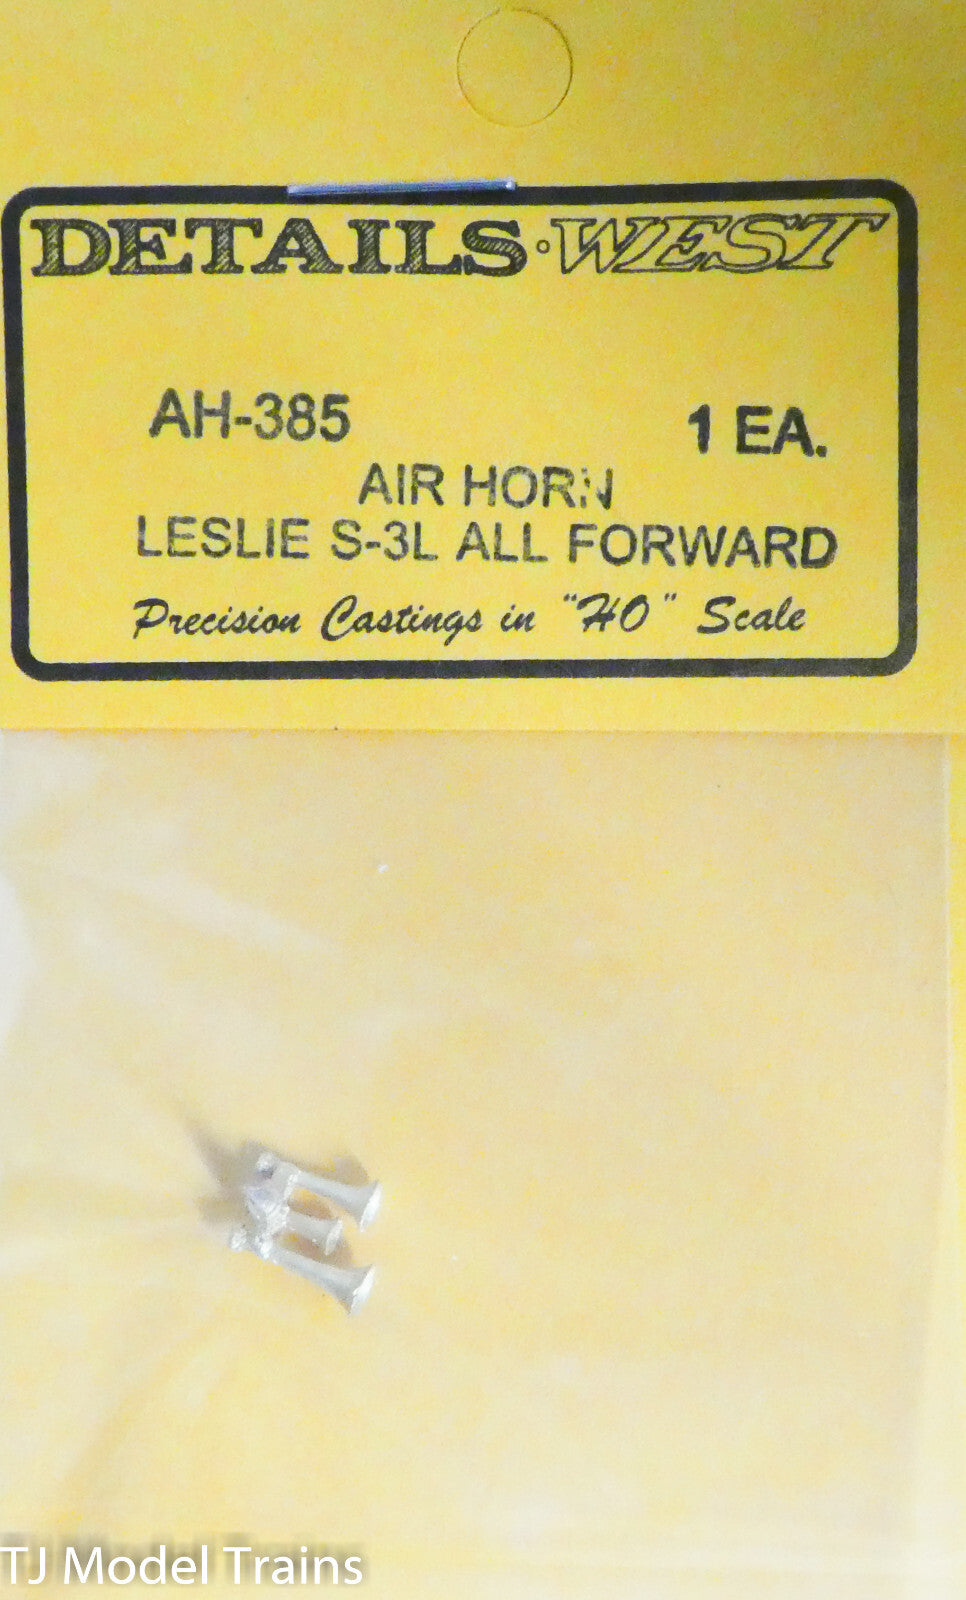 DETAILS·WEST
AH-385 1 EA.
AIR HORN
LESLIE S-3L ALL FORWARD
Precision Castings in "HO" Scale
TJ Model Trains